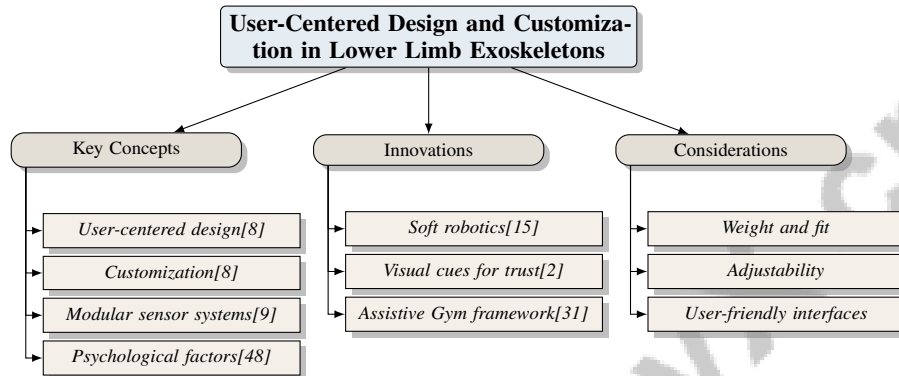 User-Centered Design and Customiza-
tion in Lower Limb Exoskeletons
Key Concepts
Innovations
Considerations
User-centered design[8]
Customization[8]
Modular sensor systems[9]
Psychological factors[48]
Soft robotics[15]
Visual cues for trust[2]
Assistive Gym framework[31]
Weight and fit
Adjustability
User-friendly interfaces